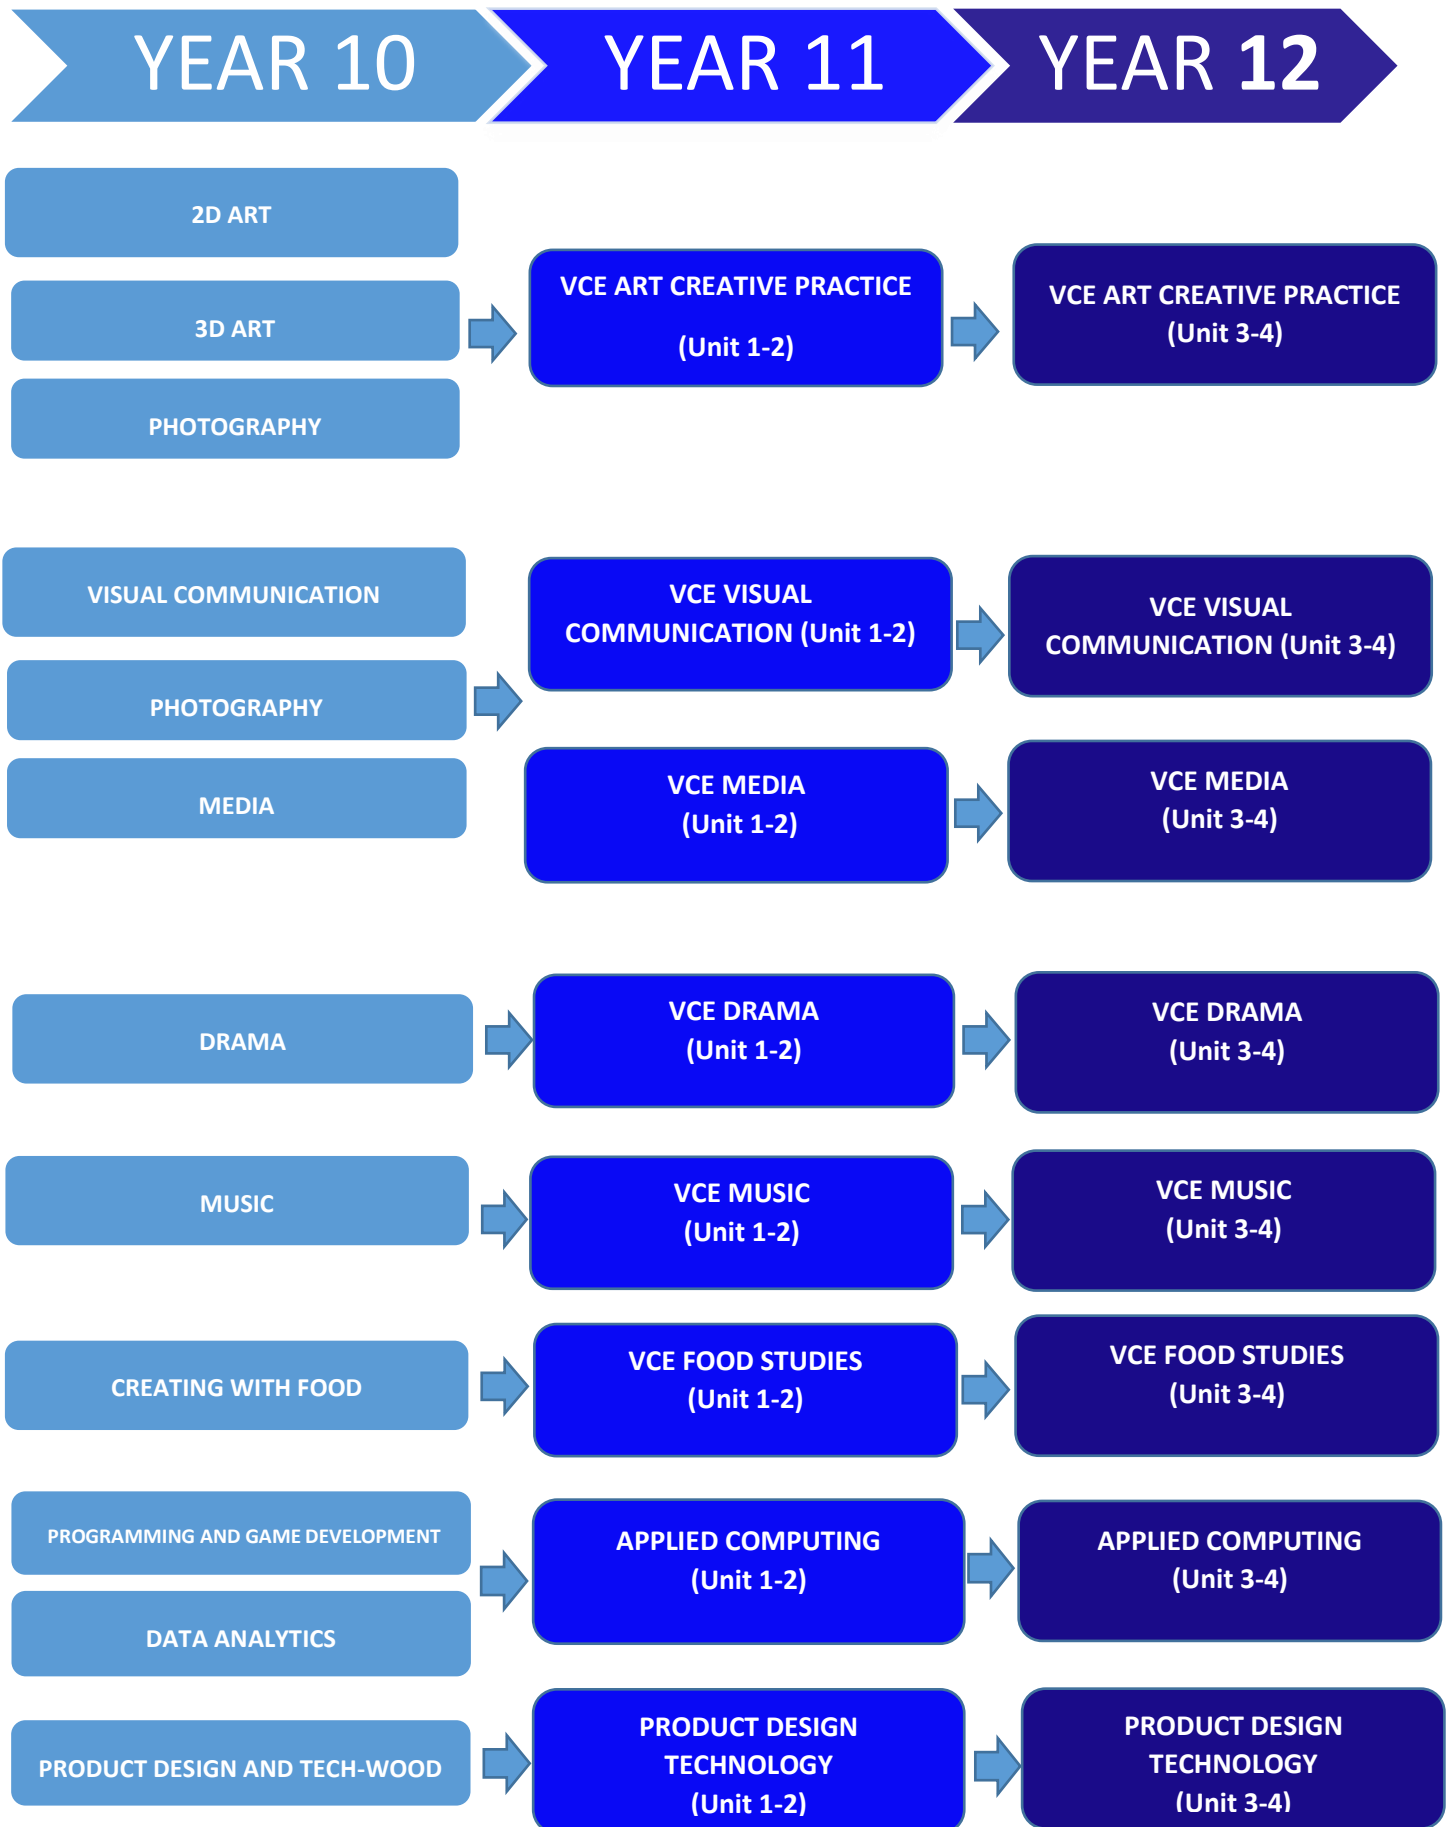 YEAR 10
YEAR 11
YEAR 12
2D ART
3D ART
PHOTOGRAPHY
VCE ART CREATIVE PRACTICE
(Unit 1-2)
VCE ART CREATIVE PRACTICE
(Unit 3-4)
VISUAL COMMUNICATION
PHOTOGRAPHY
MEDIA
VCE VISUAL
COMMUNICATION (Unit 1-2)
VCE VISUAL
COMMUNICATION (Unit 3-4)
VCE MEDIA
(Unit 1-2)
VCE MEDIA
(Unit 3-4)
DRAMA
VCE DRAMA
(Unit 1-2)
VCE DRAMA
(Unit 3-4)
MUSIC
VCE MUSIC
(Unit 1-2)
VCE MUSIC
(Unit 3-4)
CREATING WITH FOOD
VCE FOOD STUDIES
(Unit 1-2)
VCE FOOD STUDIES
(Unit 3-4)
PROGRAMMING AND GAME DEVELOPMENT
DATA ANALYTICS
APPLIED COMPUTING
(Unit 1-2)
APPLIED COMPUTING
(Unit 3-4)
PRODUCT DESIGN AND TECH-WOOD
PRODUCT DESIGN
TECHNOLOGY
(Unit 1-2)
PRODUCT DESIGN
TECHNOLOGY
(Unit 3-4)